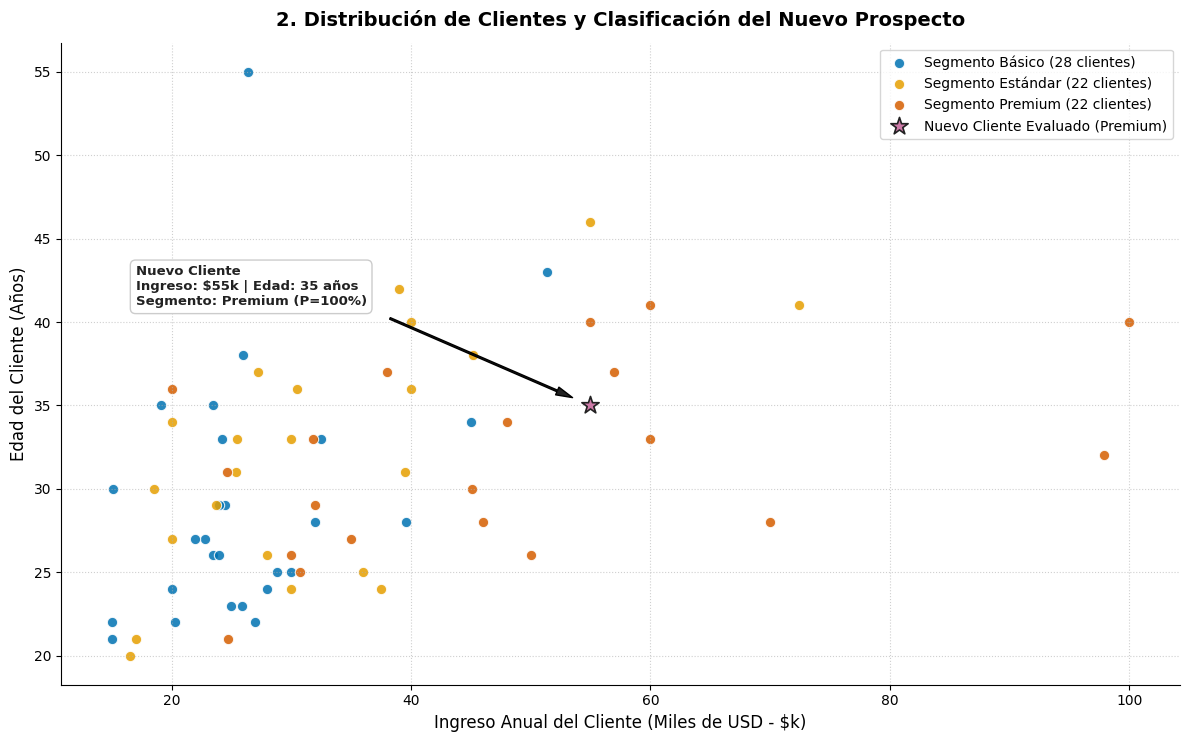 2. Distribución de Clientes y Clasificación del Nuevo Prospecto
Segmento Básico (28 clientes)
Segmento Estándar (22 clientes)
Segmento Premium (22 clientes)
Nuevo Cliente Evaluado (Premium)
Nuevo Cliente
Ingreso: $55k | Edad: 35 años
Segmento: Premium (P=100%)
Edad del Cliente (Años)
55
50
45
40
35
30
25
20
20
40
60
80
100
Ingreso Anual del Cliente (Miles de USD - $k)